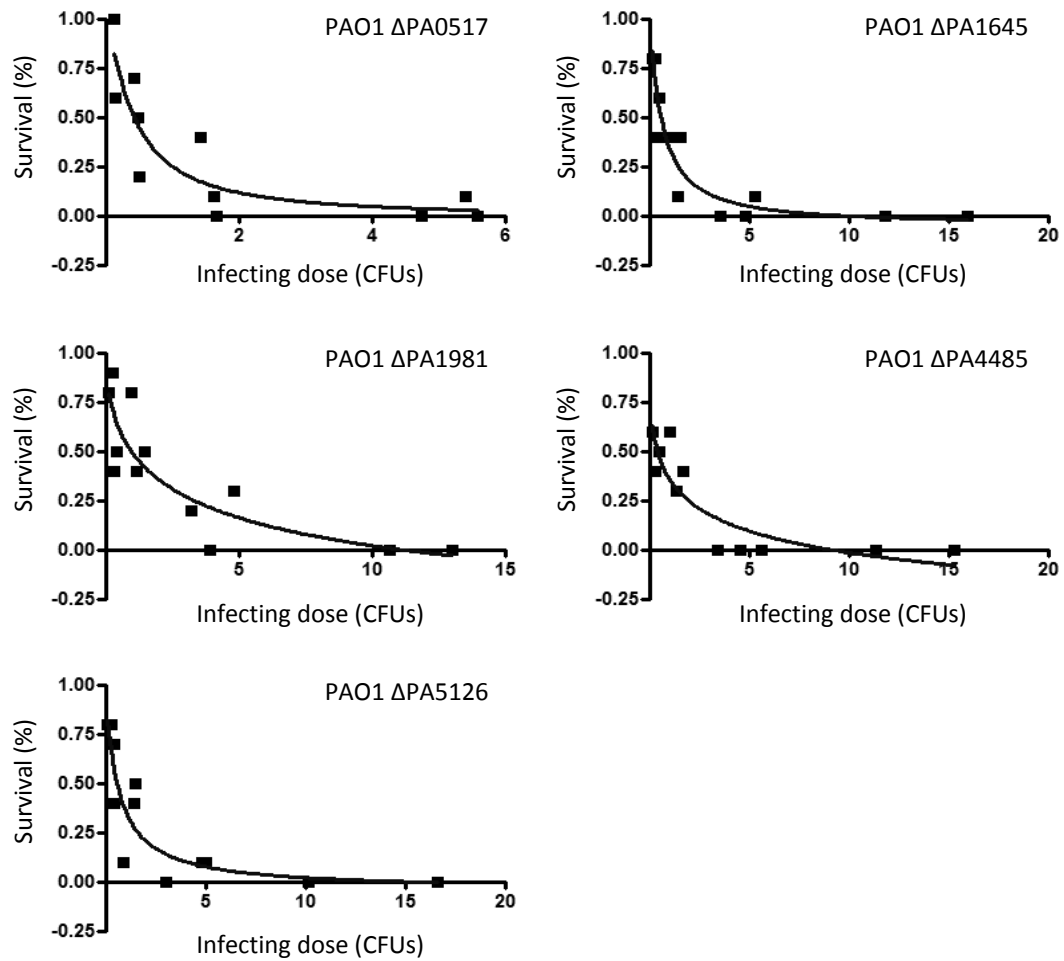 PAO1 ΔPA0517
Survival (%)
1.00
0.75
0.50
0.25
0.00
-0.25
2 4 6
Infecting dose (CFUs)
PAO1 ΔPA1645
Survival (%)
1.00
0.75
0.50
0.25
0.00
-0.25
5 10 15 20
Infecting dose (CFUs)
PAO1 ΔPA1981
Survival (%)
1.00
0.75
0.50
0.25
0.00
-0.25
5 10 15
Infecting dose (CFUs)
PAO1 ΔPA4485
Survival (%)
1.00
0.75
0.50
0.25
0.00
-0.25
5 10 15 20
Infecting dose (CFUs)
PAO1 ΔPA5126
Survival (%)
1.00
0.75
0.50
0.25
0.00
-0.25
5 10 15 20
Infecting dose (CFUs)